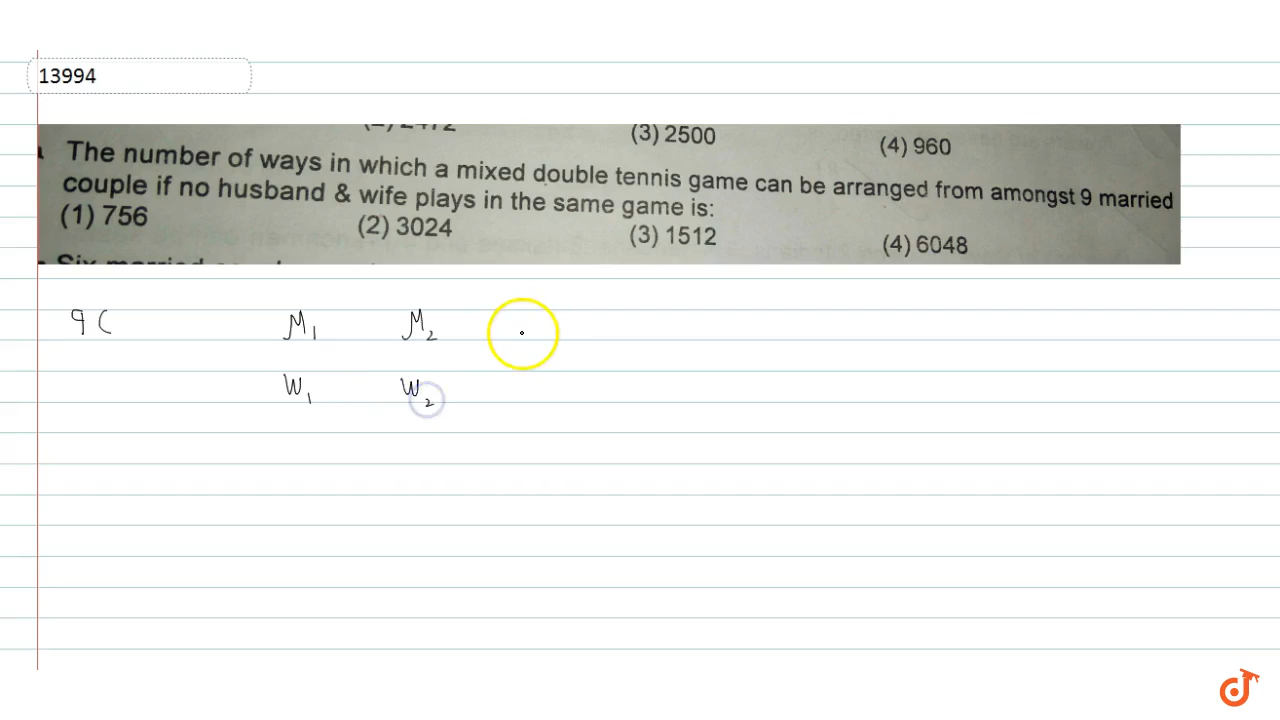 13994
(3) 2500
(4) 960
The number of ways in which a mixed double tennis game can be arranged from amongst 9 married
couple if no husband & wife plays in the same game is:
(1) 756 (2) 3024 (3) 1512 (4) 6048
9 C M1 M2
W1 W2